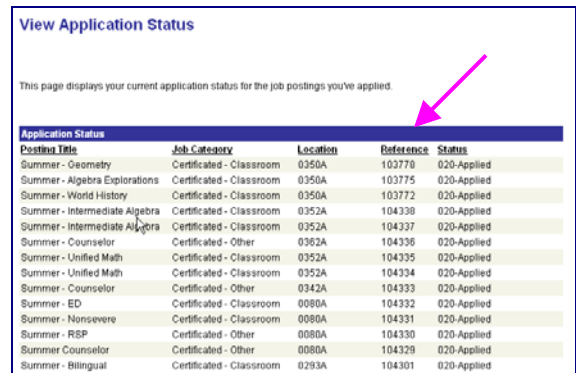 View Application Status
This page displays your current application status for the job postings you've applied.
Application Status
Posting Title Job Category Location Reference Status
Summer - Geometry Certificated - Classroom 0350A 103778 020-Applied
Summer - Algebra Explorations Certificated - Classroom 0350A 103775 020-Applied
Summer - World History Certificated - Classroom 0350A 103772 020-Applied
Summer - Intermediate Algebra Certificated - Classroom 0352A 104338 020-Applied
Summer - Intermediate Algebra Certificated - Classroom 0352A 104337 020-Applied
Summer - Counselor Certificated - Other 0362A 104336 020-Applied
Summer - Unified Math Certificated - Classroom 0352A 104335 020-Applied
Summer - Unified Math Certificated - Classroom 0352A 104334 020-Applied
Summer - Counselor Certificated - Other 0342A 104333 020-Applied
Summer - ED Certificated - Classroom 0080A 104332 020-Applied
Summer - Nonsevere Certificated - Classroom 0080A 104331 020-Applied
Summer - RSP Certificated - Other 0080A 104330 020-Applied
Summer Counselor Certificated - Other 0080A 104329 020-Applied
Summer - Bilingual Certificated - Classroom 0293A 104301 020-Applied